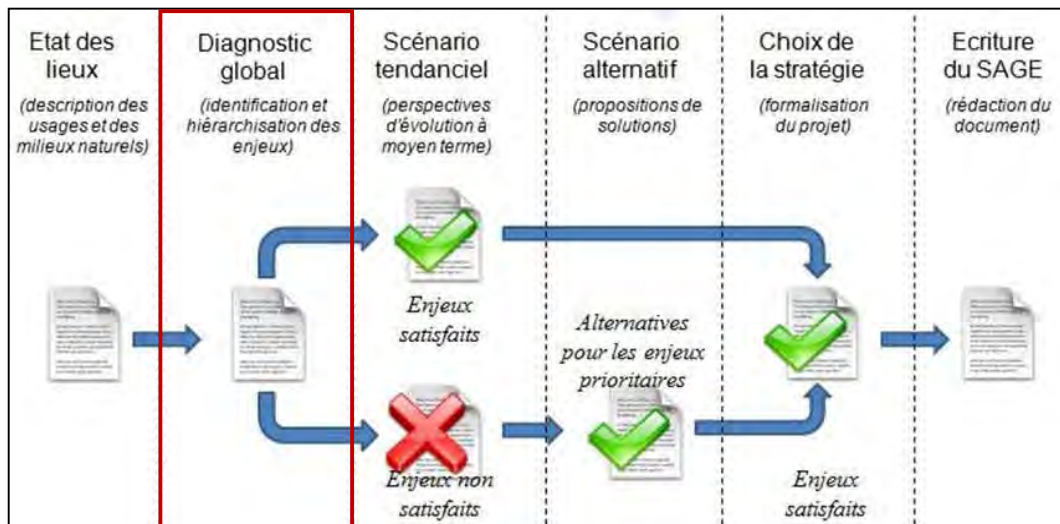 Etat des
lieux
(description des
usages et des
milieux naturels)
Diagnostic
global
(identification et
hiérarchisation des
enjeux)
Scénario
tendanciel
(perspectives
d'évolution à
moyen terme)
Scénario
alternatif
(propositions de
solutions)
Choix de
la stratégie
(formalisation
du projet)
Ecriture
du SAGE
(rédaction du
document)
Enjeux
satisfaits
Enjeux non
satisfaits
Alternatives
pour les enjeux
prioritaires
Enjeux
satisfaits